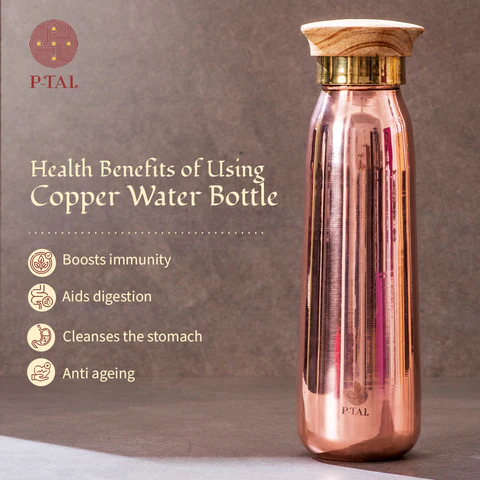 P-TAL
Health Benefits of Using
Copper Water Bottle
Boosts immunity
Aids digestion
Cleanses the stomach
Anti ageing
P-TAL